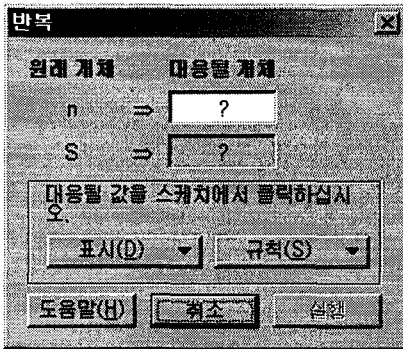 반복
원래 개체 대응될 개체
n ⇒ ?
S ⇒ ?
대응될 값을 스케치에서 클릭하십시
오.
표시(D) 규칙(S)
도움말(H) 취소 실행